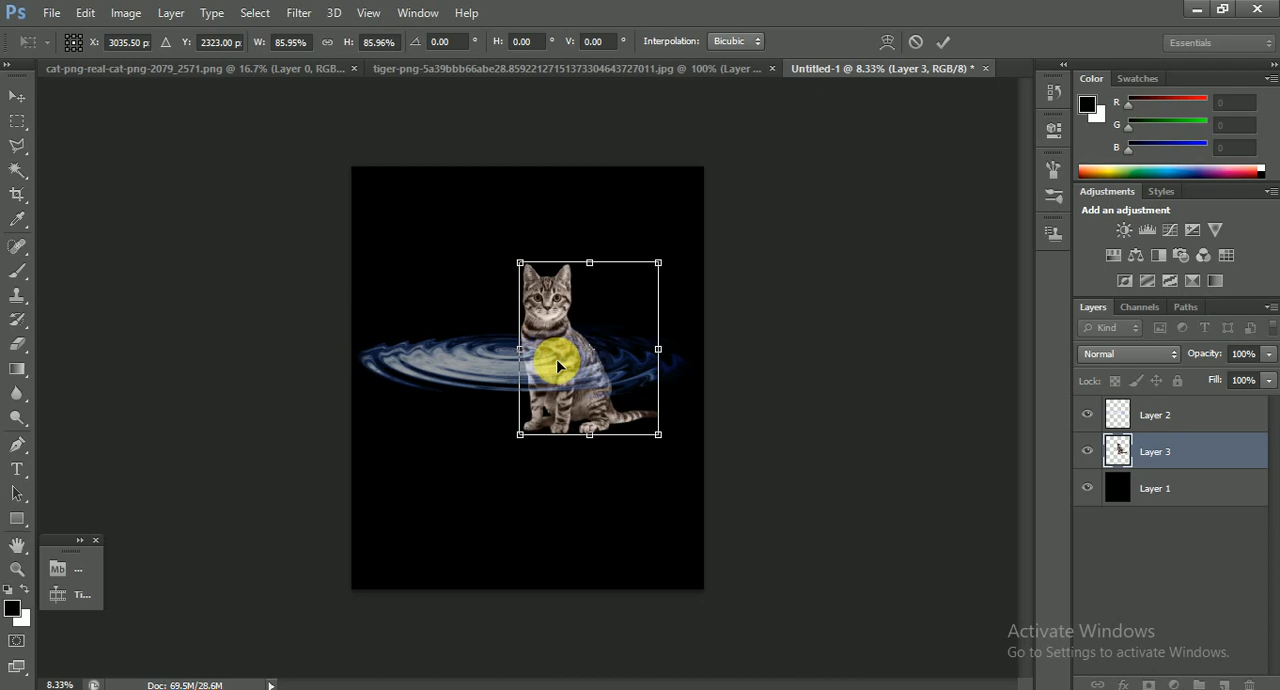 Ps File Edit Image Layer Type Select Filter 3D View Window Help
X: 3035.50 p Y: 2323.00 p W: 85.95% H: 85.96% 0.00 ° H: 0.00 ° V: 0.00 ° Interpolation: Bicubic Essentials
cat-png-real-cat-png-2079_2571.png @ 16.7% (Layer 0, RGB... × tiger-png-5a39bbb66abe28.8592212715137330464372 7011.jpg @ 100% (Layer ... × Untitled-1 @ 8.33% (Layer 3, RGB/8) * ×
Color Swatches
R 0
G 0
B 0
Adjustments Styles
Add an adjustment
Layers Channels Paths
Kind
Normal Opacity: 100%
Lock: Fill: 100%
Layer 2
Layer 3
Layer 1
Mb ...
Ti...
Activate Windows
Go to Settings to activate Windows.
8.33% Doc: 69.5M/28.6M